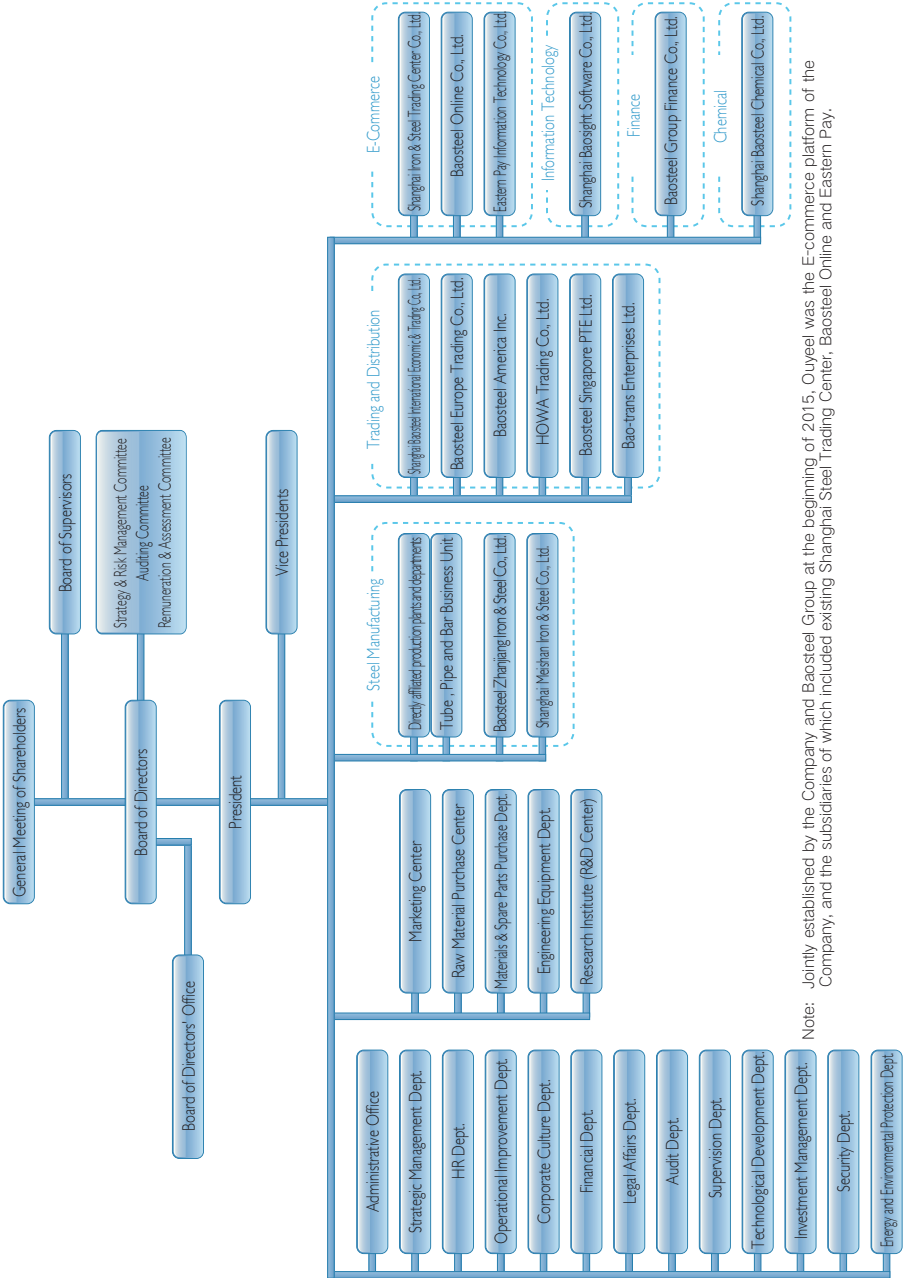 General Meeting of Shareholders
Board of Supervisors
Board of Directors
Strategy & Risk Management Committee
Auditing Committee
Remuneration & Assessment Committee
Board of Directors' Office
President
Vice Presidents
Administrative Office
Strategic Management Dept.
HR Dept.
Operational Improvement Dept.
Corporate Culture Dept.
Financial Dept.
Legal Affairs Dept.
Audit Dept.
Supervision Dept.
Technological Development Dept.
Investment Management Dept.
Security Dept.
Energy and Environmental Protection Dept
Marketing Center
Raw Material Purchase Center
Materials & Spare Parts Purchase Dept.
Engineering Equipment Dept.
Research Institute (R&D Center)
Steel Manufacturing
Directly affiliated production plants and departments
Tube , Pipe and Bar Business Unit
Baosteel Zhanjiang Iron & Steel Co., Ltd.
Shanghai Meishan Iron & Steel Co., Ltd.
Trading and Distribution
Shanghai Baosteel International Economic & Trading Co., Ltd.
Baosteel Europe Trading Co., Ltd.
Baosteel America Inc.
HOWA Trading Co., Ltd.
Baosteel Singapore PTE Ltd.
Bao-trans Enterprises Ltd.
E-Commerce
Shanghai Iron & Steel Trading Center Co., Ltd.
Baosteel Online Co., Ltd.
Eastern Pay Information Technology Co., Ltd.
Information Technology
Shanghai Baosight Software Co., Ltd.
Finance
Baosteel Group Finance Co., Ltd.
Chemical
Shanghai Baosteel Chemical Co., Ltd.
Note: Jointly established by the Company and Baosteel Group at the beginning of 2015, Ouyeel was the E-commerce platform of the
Company, and the subsidiaries of which included existing Shanghai Steel Trading Center, Baosteel Online and Eastern Pay.